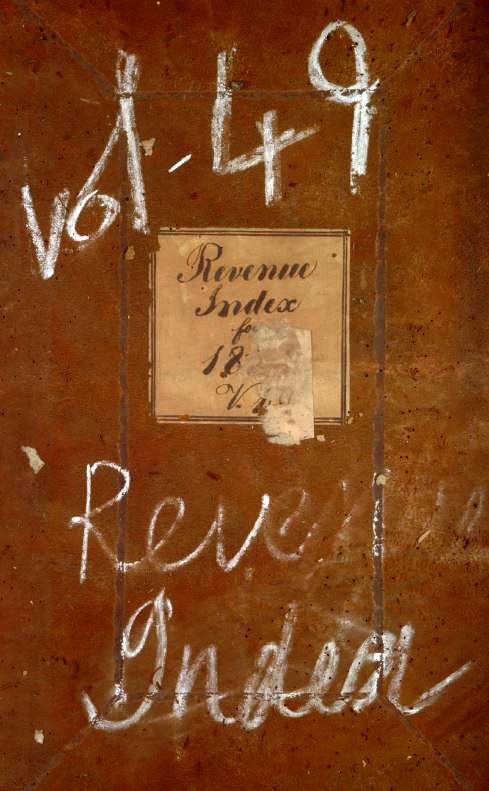 Vol. 49
Revenue
Index
for
18
V.
Revenue
Index